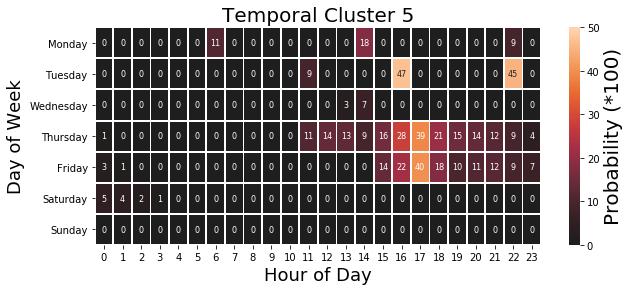 Temporal Cluster 5
Day of Week
Monday 0 0 0 0 0 0 11 0 0 0 0 0 0 0 18 0 0 0 0 0 0 0 9 0
Tuesday 0 0 0 0 0 0 0 0 0 0 0 9 0 0 0 0 47 0 0 0 0 0 45 0
Wednesday 0 0 0 0 0 0 0 0 0 0 0 0 0 3 7 0 0 0 0 0 0 0 0 0
Thursday 1 0 0 0 0 0 0 0 0 0 0 11 14 13 9 16 28 39 21 15 14 12 9 4
Friday 3 1 0 0 0 0 0 0 0 0 0 0 0 0 0 14 22 40 18 10 11 12 9 7
Saturday 5 4 2 1 0 0 0 0 0 0 0 0 0 0 0 0 0 0 0 0 0 0 0 0
Sunday 0 0 0 0 0 0 0 0 0 0 0 0 0 0 0 0 0 0 0 0 0 0 0 0
0 1 2 3 4 5 6 7 8 9 10 11 12 13 14 15 16 17 18 19 20 21 22 23
Hour of Day
50
40
30
20
10
0
Probability (*100)